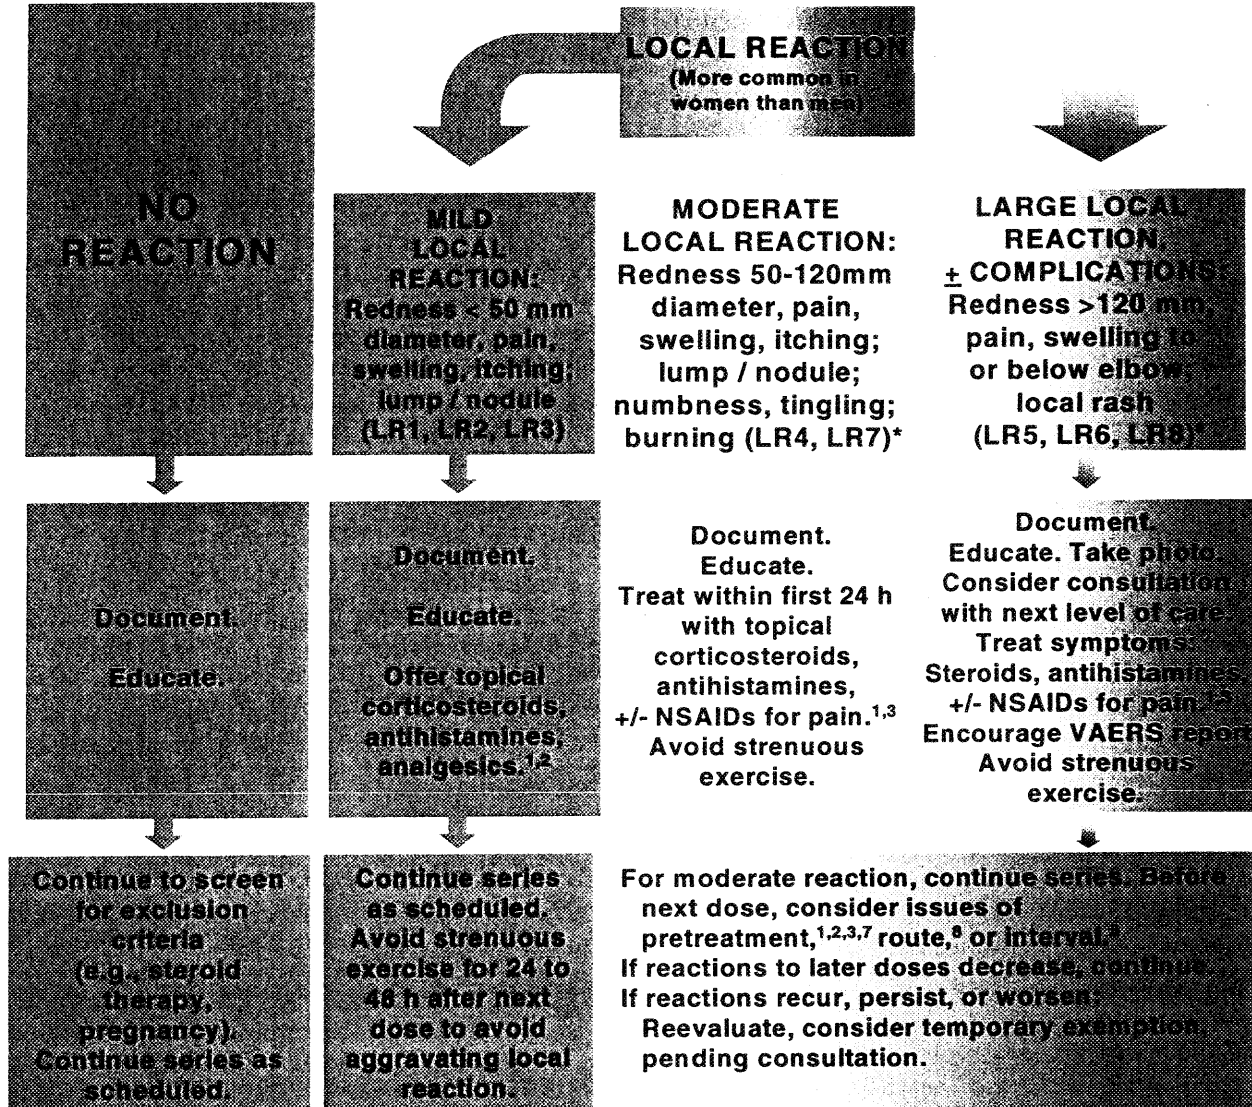 LOCAL REACTION
(More common in
women than men)
NO
REACTION
MILD
LOCAL
REACTION:
Redness < 50 mm
diameter, pain,
swelling, itching;
lump / nodule
(LR1, LR2, LR3)
MODERATE
LOCAL REACTION:
Redness 50-120mm
diameter, pain,
swelling, itching;
lump / nodule;
numbness, tingling;
burning (LR4, LR7)*
LARGE LOCAL
REACTION,
± COMPLICATIONS:
Redness >120 mm,
pain, swelling to
or below elbow,
local rash
(LR5, LR6, LR8)*
Document.
Educate.
Document.
Educate.
Offer topical
corticosteroids,
antihistamines,
analgesics.¹,²
Document.
Educate.
Treat within first 24 h
with topical
corticosteroids,
antihistamines,
+/- NSAIDs for pain.¹,³
Avoid strenuous
exercise.
Document.
Educate. Take photo.
Consider consultation
with next level of care.
Treat symptoms:
Steroids, antihistamines,
+/- NSAIDs for pain.
Encourage VAERS report
Avoid strenuous
exercise.
Continue to screen
for exclusion
criteria
(e.g., steroid
therapy,
pregnancy).
Continue series as
scheduled.
Continue series
as scheduled.
Avoid strenuous
exercise for 24 to
48 h after next
dose to avoid
aggravating local
reaction.
For moderate reaction, continue series. Before
next dose, consider issues of
pretreatment,¹,²,³,⁷ route,⁸ or interval.
If reactions to later doses decrease, continue.
If reactions recur, persist, or worsen:
Reevaluate, consider temporary exemption,
pending consultation.